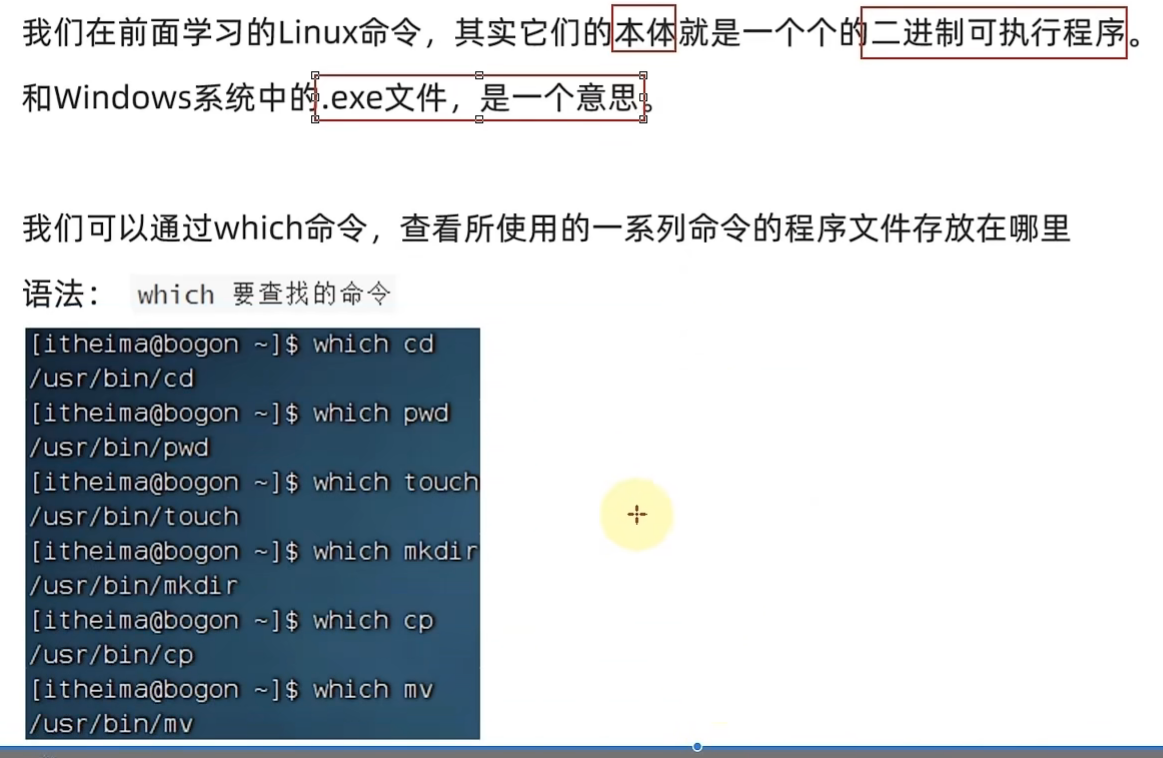 我们在前面学习的Linux命令，其实它们的本体就是一个个的二进制可执行程序。
和Windows系统中的.exe文件，是一个意思。
我们可以通过which命令，查看所使用的一系列命令的程序文件存放在哪里
语法： which 要查找的命令
[itheima@bogon ~]$ which cd
/usr/bin/cd
[itheima@bogon ~]$ which pwd
/usr/bin/pwd
[itheima@bogon ~]$ which touch
/usr/bin/touch
[itheima@bogon ~]$ which mkdir
/usr/bin/mkdir
[itheima@bogon ~]$ which cp
/usr/bin/cp
[itheima@bogon ~]$ which mv
/usr/bin/mv